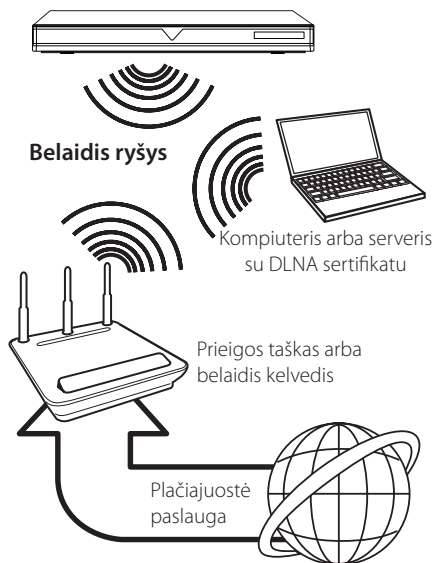 Belaidis ryšys
Kompiuteris arba serveris
su DLNA sertifikatu
Prieigos taškas arba
belaidis kelvedis
Plačiajuostė
paslauga